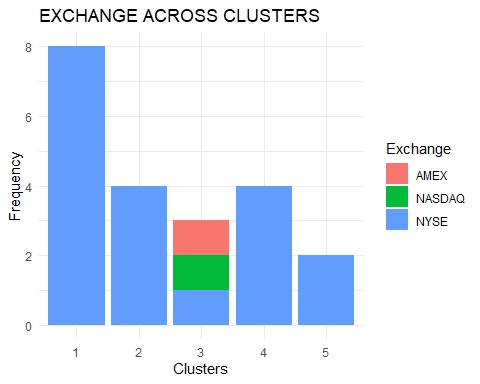 EXCHANGE ACROSS CLUSTERS
8
6
4
2
0
Frequency
1 2 3 4 5
Clusters
Exchange
AMEX
NASDAQ
NYSE